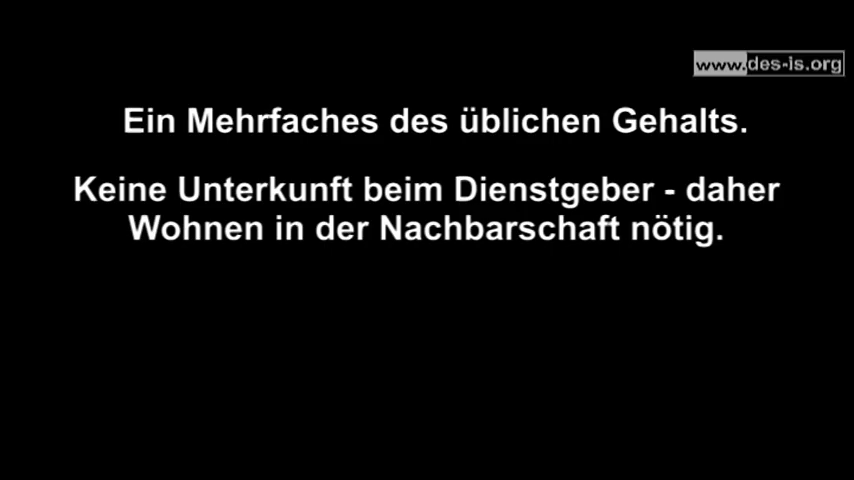 www.des-is.org
Ein Mehrfaches des üblichen Gehalts.
Keine Unterkunft beim Dienstgeber - daher
Wohnen in der Nachbarschaft nötig.